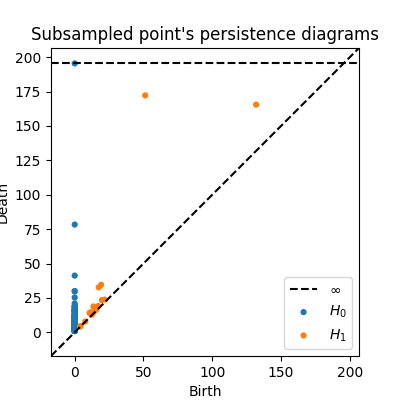 Subsampled point's persistence diagrams
200
175
150
125
100
75
50
25
0
Death
∞
H₀
H₁
0 50 100 150 200
Birth